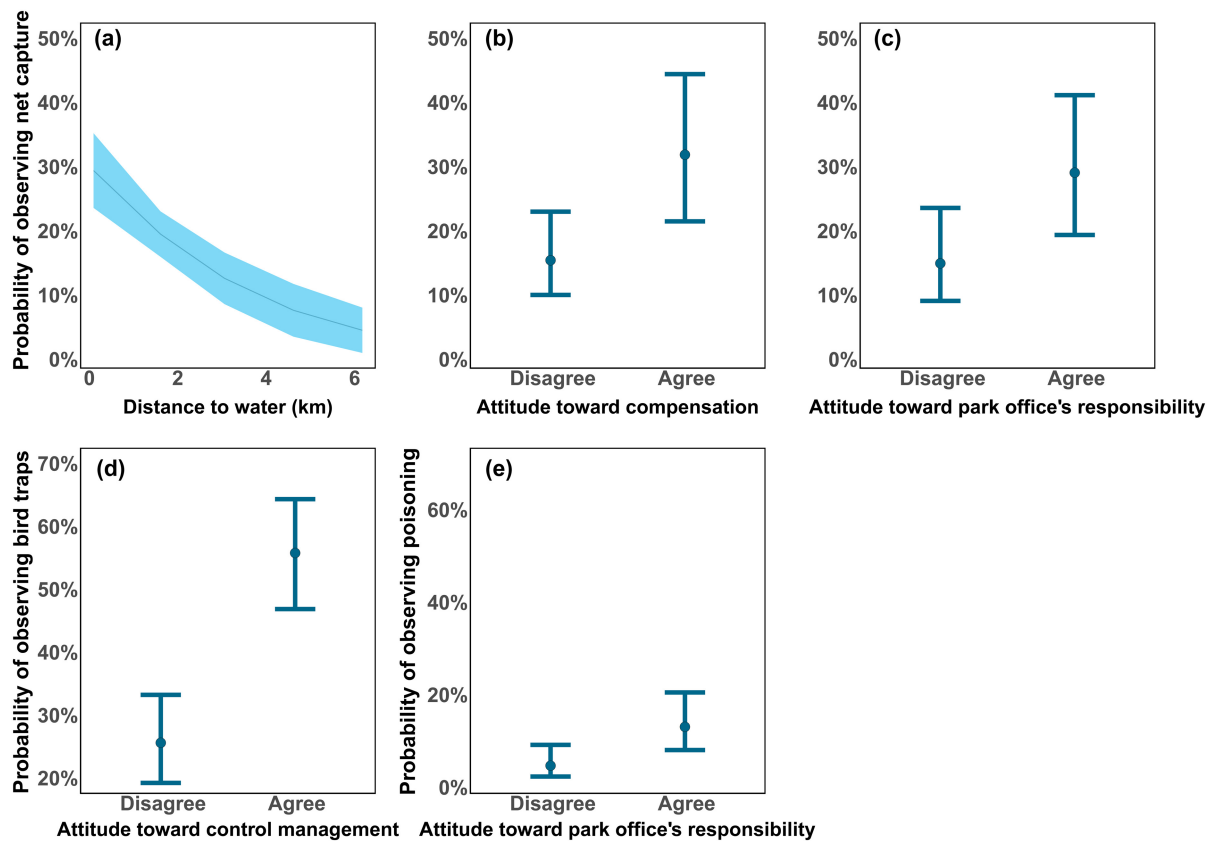 Probability of observing net capture
(a)
50%
40%
30%
20%
10%
0%
0 2 4 6
Distance to water (km)
(b)
50%
40%
30%
20%
10%
0%
Disagree Agree
Attitude toward compensation
(c)
50%
40%
30%
20%
10%
0%
Disagree Agree
Attitude toward park office's responsibility
Probability of observing bird traps
(d)
70%
60%
50%
40%
30%
20%
Disagree Agree
Attitude toward control management
Probability of observing poisoning
(e)
60%
40%
20%
0%
Disagree Agree
Attitude toward park office's responsibility